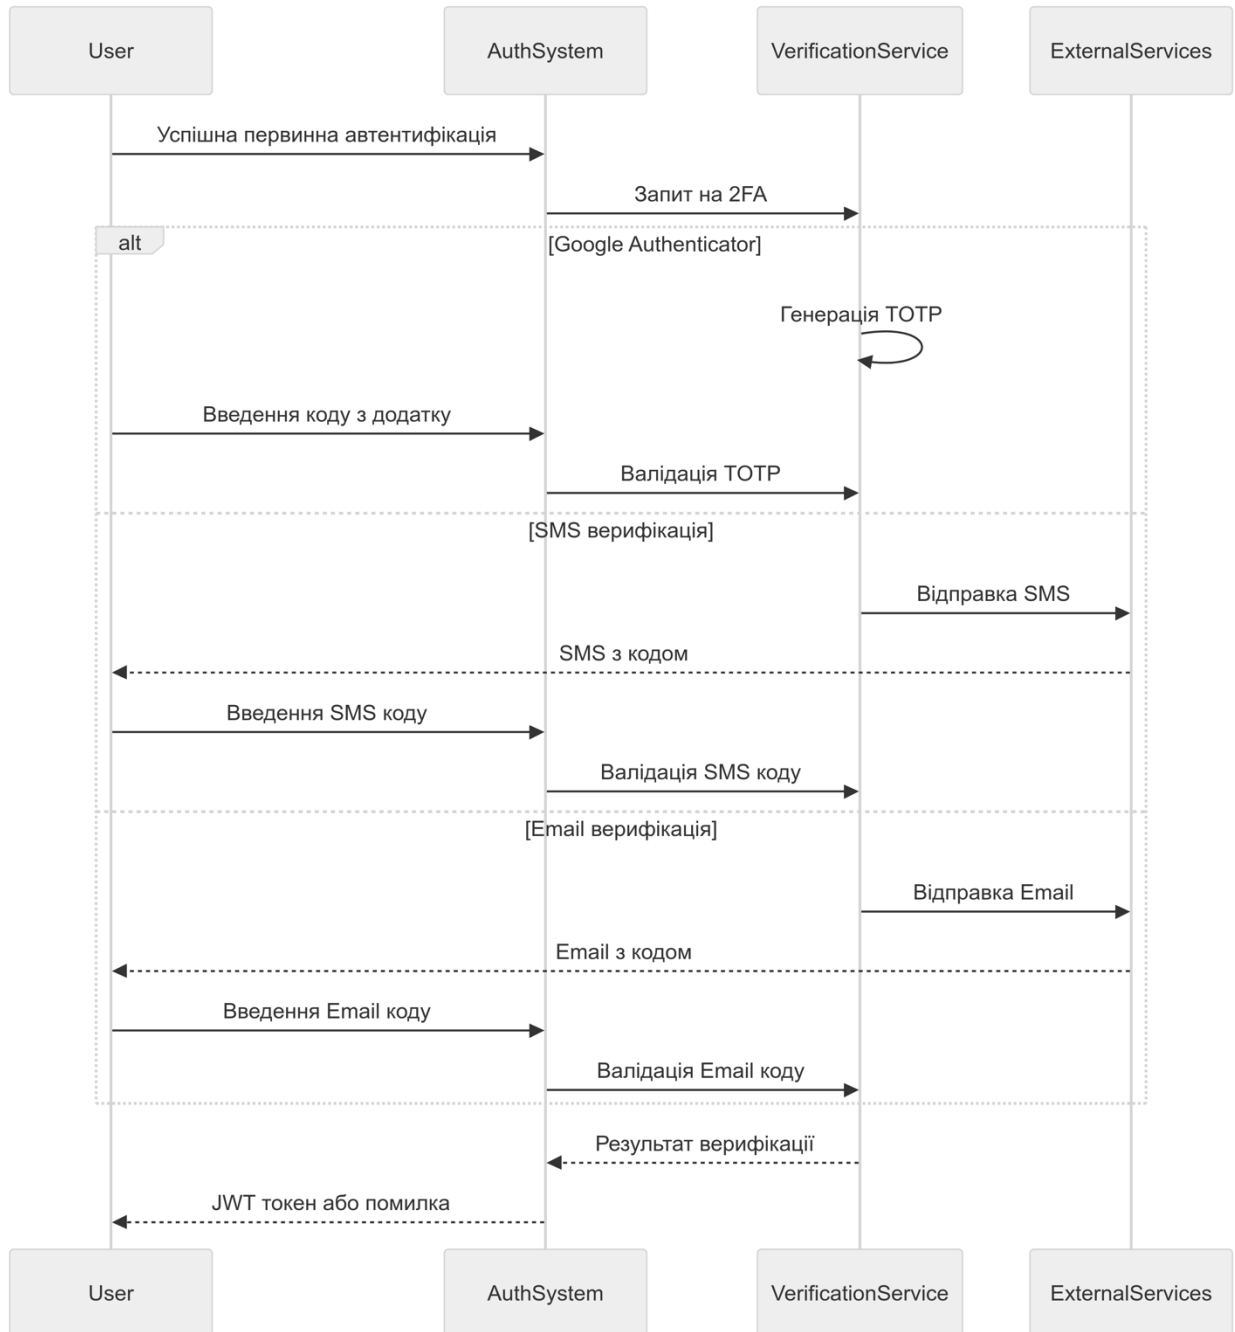 User
AuthSystem
VerificationService
ExternalServices
Успішна первинна автентифікація
Запит на 2FA
alt
[Google Authenticator]
Генерація TOTP
Введення коду з додатку
Валідація TOTP
[SMS верифікація]
Відправка SMS
SMS з кодом
Введення SMS коду
Валідація SMS коду
[Email верифікація]
Відправка Email
Email з кодом
Введення Email коду
Валідація Email коду
Результат верифікації
JWT токен або помилка
User
AuthSystem
VerificationService
ExternalServices